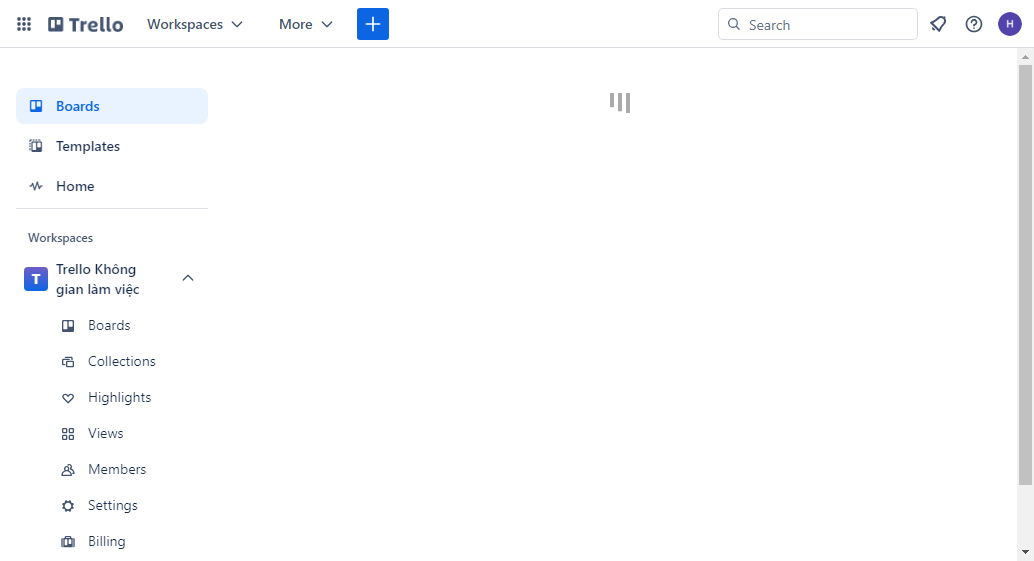 Trello
Workspaces
More
Search
H
Boards
Templates
Home
Workspaces
T
Trello Không
gian làm việc
Boards
Collections
Highlights
Views
Members
Settings
Billing